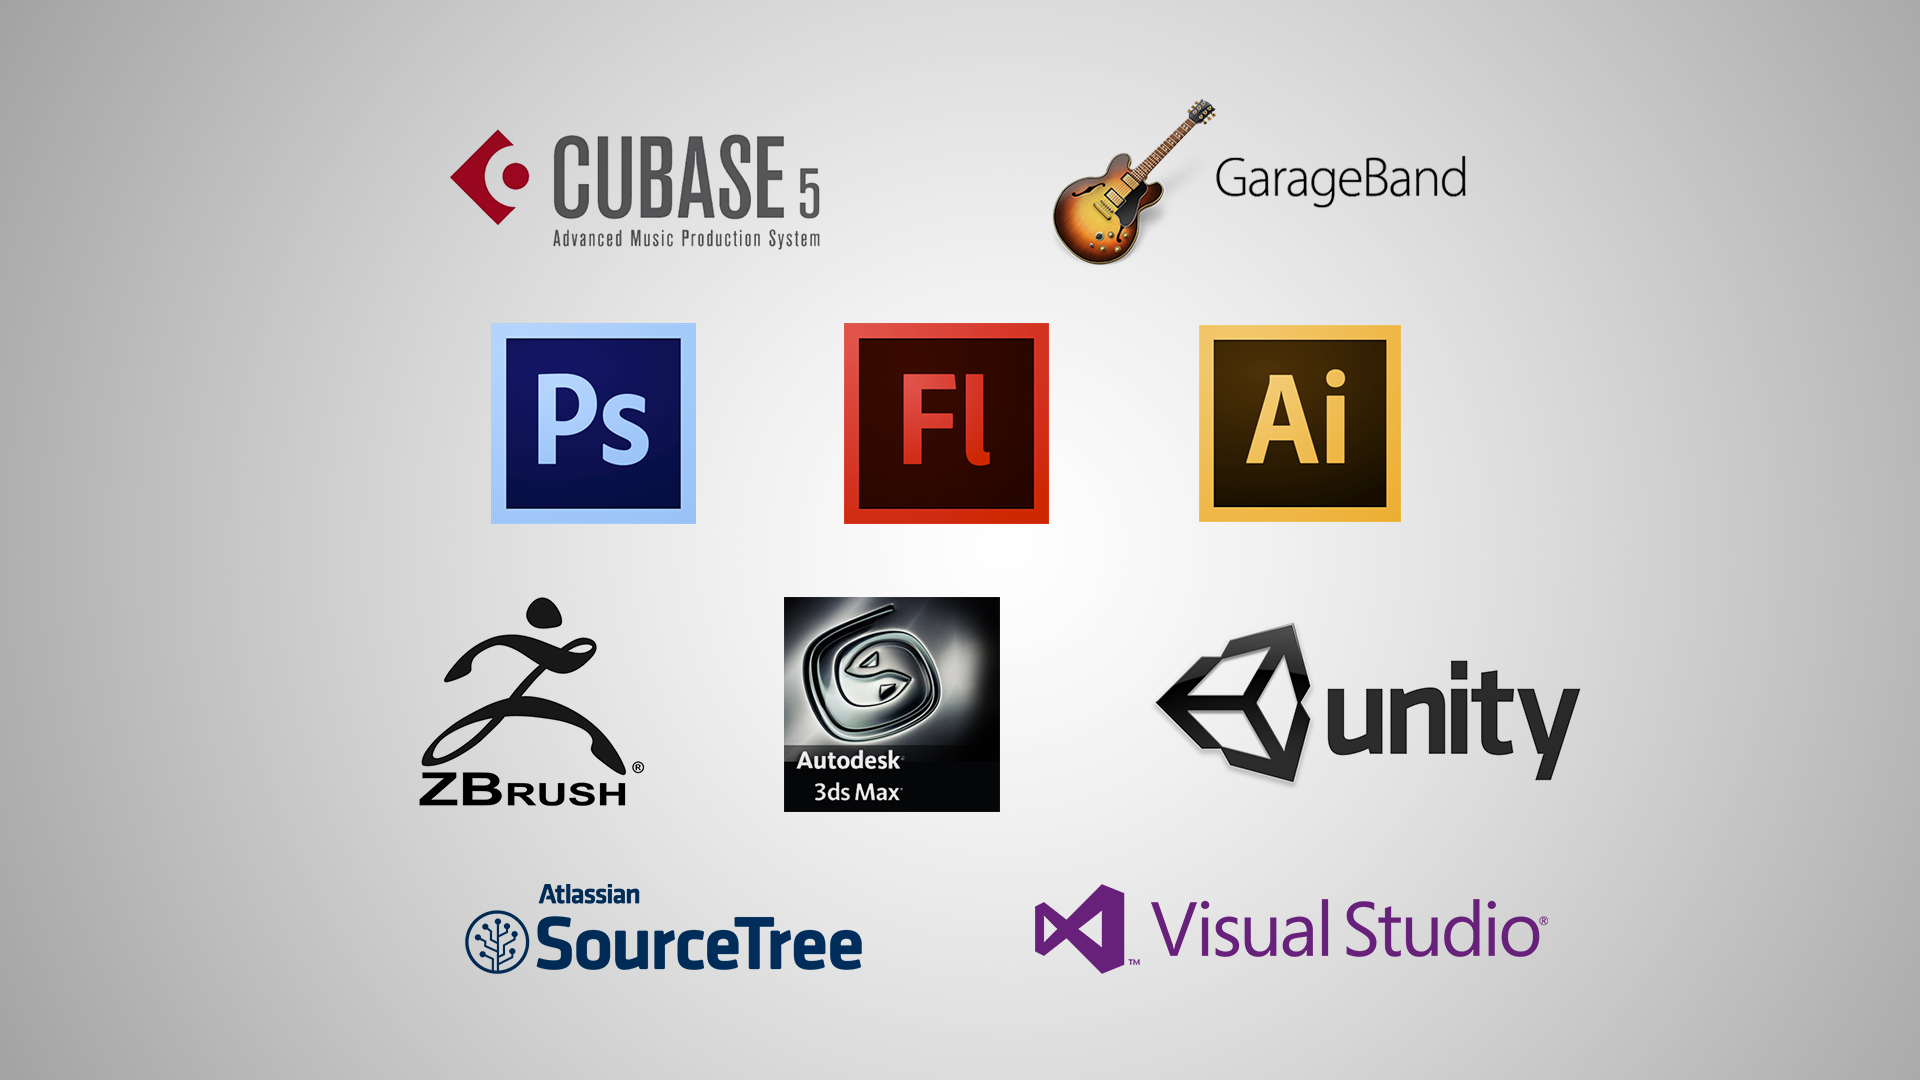 CUBASE 5
Advanced Music Production System
GarageBand
Ps
Fl
Ai
ZBRUSH®
Autodesk
3ds Max
unity
Atlassian
SourceTree
™ Visual Studio®